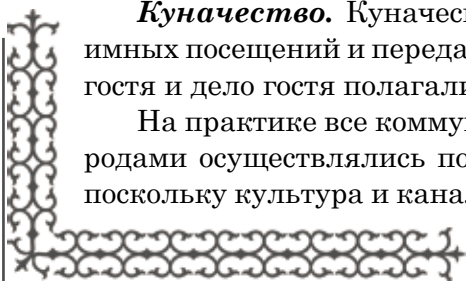 Куначество. Куначес
имных посещений и переда
гостя и дело гостя полагали
На практике все комму
родами осуществлялись по
поскольку культура и кана